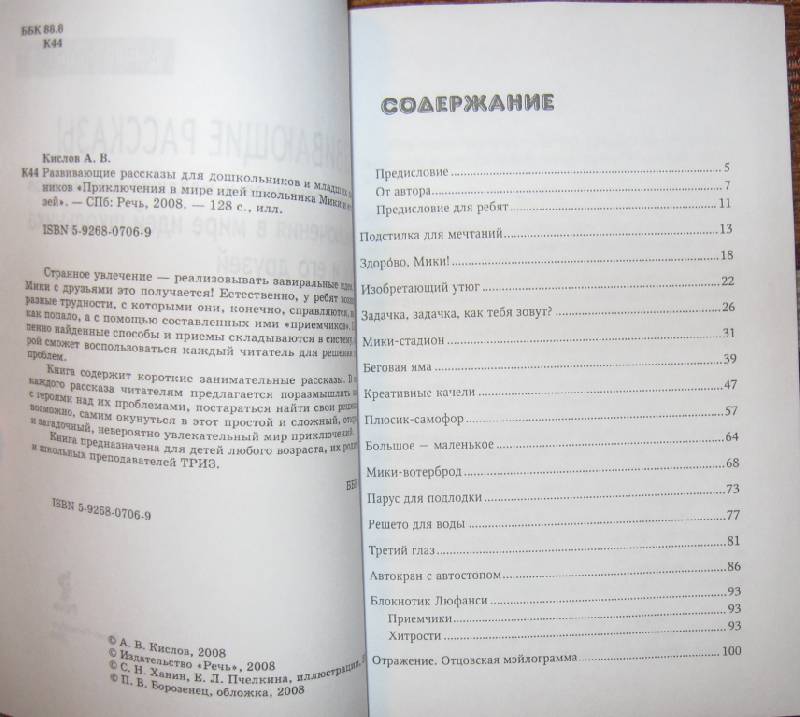 ББК 88.8
К44
Кислов А. В.
К44 Развивающие рассказы для дошкольников и младших
ников «Приключения в мире идей школьника Мики и
зей». — СПб: Речь, 2008. — 128 с., илл.
ISBN 5-9268-0706-9
Странное увлечение — реализовывать завиральные идеи.
Мики с друзьями это получается! Естественно, у ребят
разные трудности, с которыми они, конечно, справляются,
как попало, а с помощью составленных ими «приемчиков».
пенно найденные способы и приемы складываются в систему,
рой сможет воспользоваться каждый читатель для решения
проблем.
Книга содержит короткие занимательные рассказы. В
каждого рассказа читателям предлагается поразмышлять
с героями над их проблемами, постараться найти свои
возможно, самим окунуться в этот простой и сложный,
и загадочный, невероятно увлекательный мир приключений.
Книга предназначена для детей любого возраста, их
и школьных преподавателей ТРИЗ.
ББ
ISBN 5-9258-0706-9
© А. В. Кислов, 2008
© Издательство «Речь», 2008
© С. Н. Ханин, Е. Л. Пчелкина, иллюстрации,
© П. В. Борозенец, обложка, 2008
СОДЕРЖАНИЕ
Предисловие 5
От автора 7
Предисловие для ребят 11
Подстилка для мечтаний 13
Здоро́во, Мики! 18
Изобретающий утюг 22
Задачка, задачка, как тебя зовут? 26
Мики-стадион 31
Беговая яма 39
Креативные качели 47
Плюсик-самофор 57
Большое — маленькое 64
Мики-вотерброд 68
Парус для подлодки 73
Решето для воды 77
Третий глаз 81
Автокран с автостопом 86
Блокнотик Люфанси 93
Приемчики 93
Хитрости 93
Отражение. Отцовская мэйлограмма 100